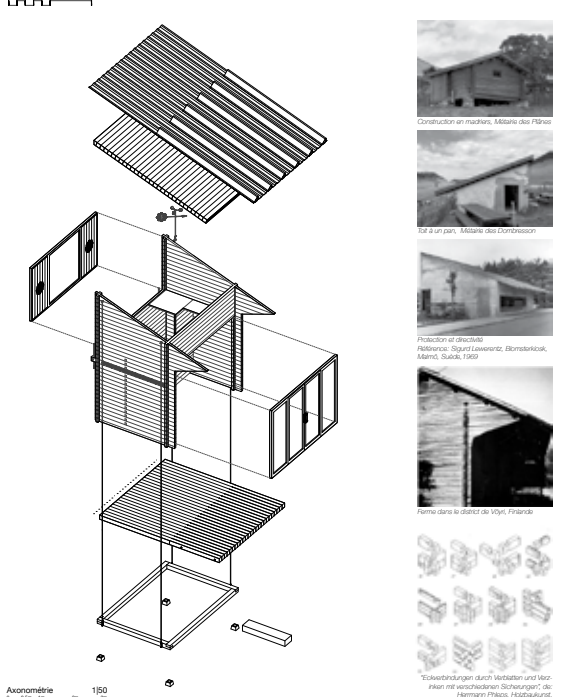 Construction en madriers, Métairie des Plânes
Toit à un pan, Métairie des Dombresson
Protection et directivité
Référence: Sigurd Lewerentz, Blomsterkiosk,
Malmö, Suède, 1969
Ferme dans le district de Vöyri, Finlande
"Eckverbindungen durch Verblatten und Verz-
inken mit verschiedenen Sicherungen", de:
Herrmann Phleps, Holzbaukunst.
Axonométrie 1|50